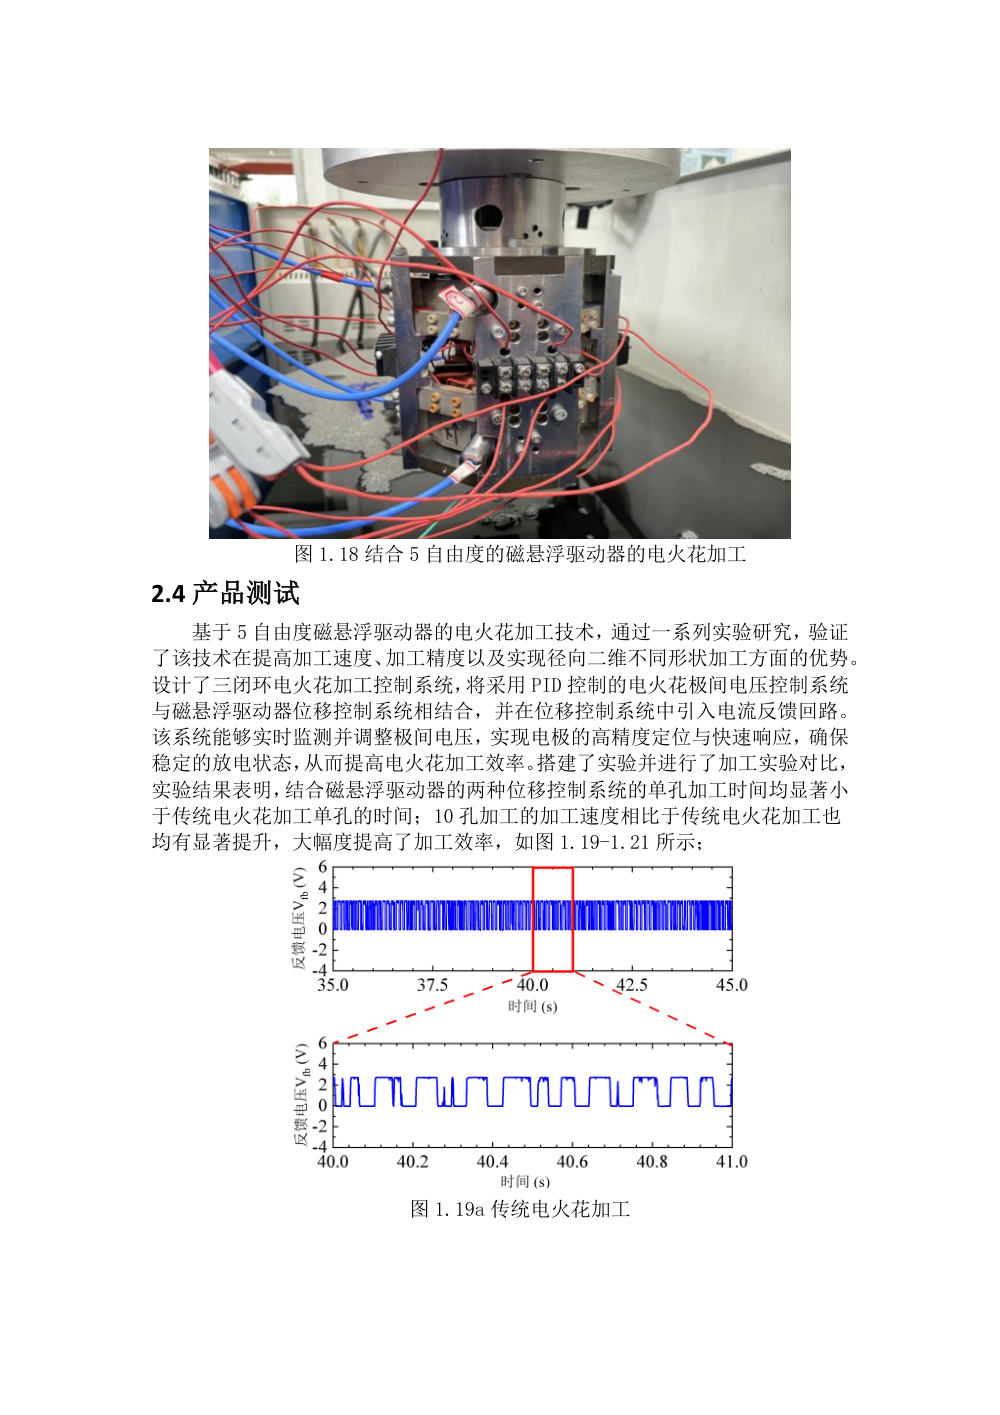 图 1.18 结合 5 自由度的磁悬浮驱动器的电火花加工
2.4 产品测试
基于 5 自由度磁悬浮驱动器的电火花加工技术，通过一系列实验研究，验证
了该技术在提高加工速度、加工精度以及实现径向二维不同形状加工方面的优势。
设计了三闭环电火花加工控制系统，将采用 PID 控制的电火花极间电压控制系统
与磁悬浮驱动器位移控制系统相结合，并在位移控制系统中引入电流反馈回路。
该系统能够实时监测并调整极间电压，实现电极的高精度定位与快速响应，确保
稳定的放电状态，从而提高电火花加工效率。搭建了实验并进行了加工实验对比，
实验结果表明，结合磁悬浮驱动器的两种位移控制系统的单孔加工时间均显著小
于传统电火花加工单孔的时间；10 孔加工的加工速度相比于传统电火花加工也
均有显著提升，大幅度提高了加工效率，如图 1.19-1.21 所示；
反馈电压Vfb (V)
6
4
2
0
-2
-4
35.0 37.5 40.0 42.5 45.0
时间 (s)
反馈电压Vfb (V)
6
4
2
0
-2
-4
40.0 40.2 40.4 40.6 40.8 41.0
时间 (s)
图 1.19a 传统电火花加工